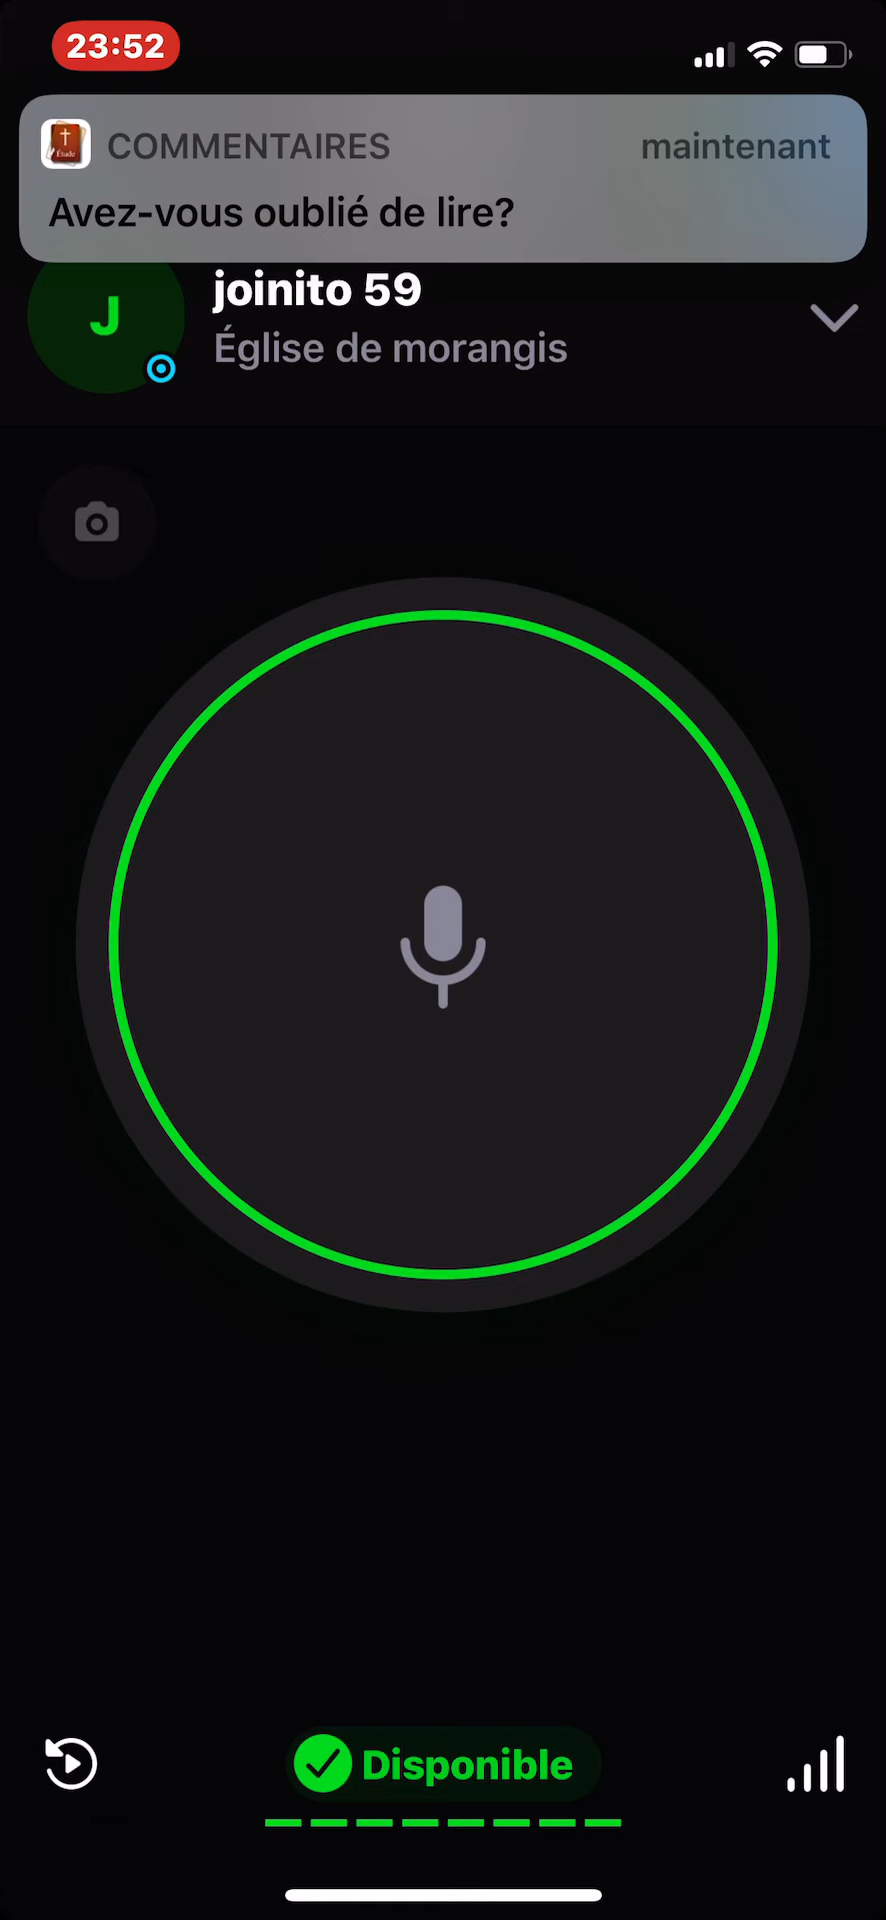 23:52
COMMENTAIRES maintenant
Avez-vous oublié de lire?
J
joinito 59
Église de morangis
Disponible